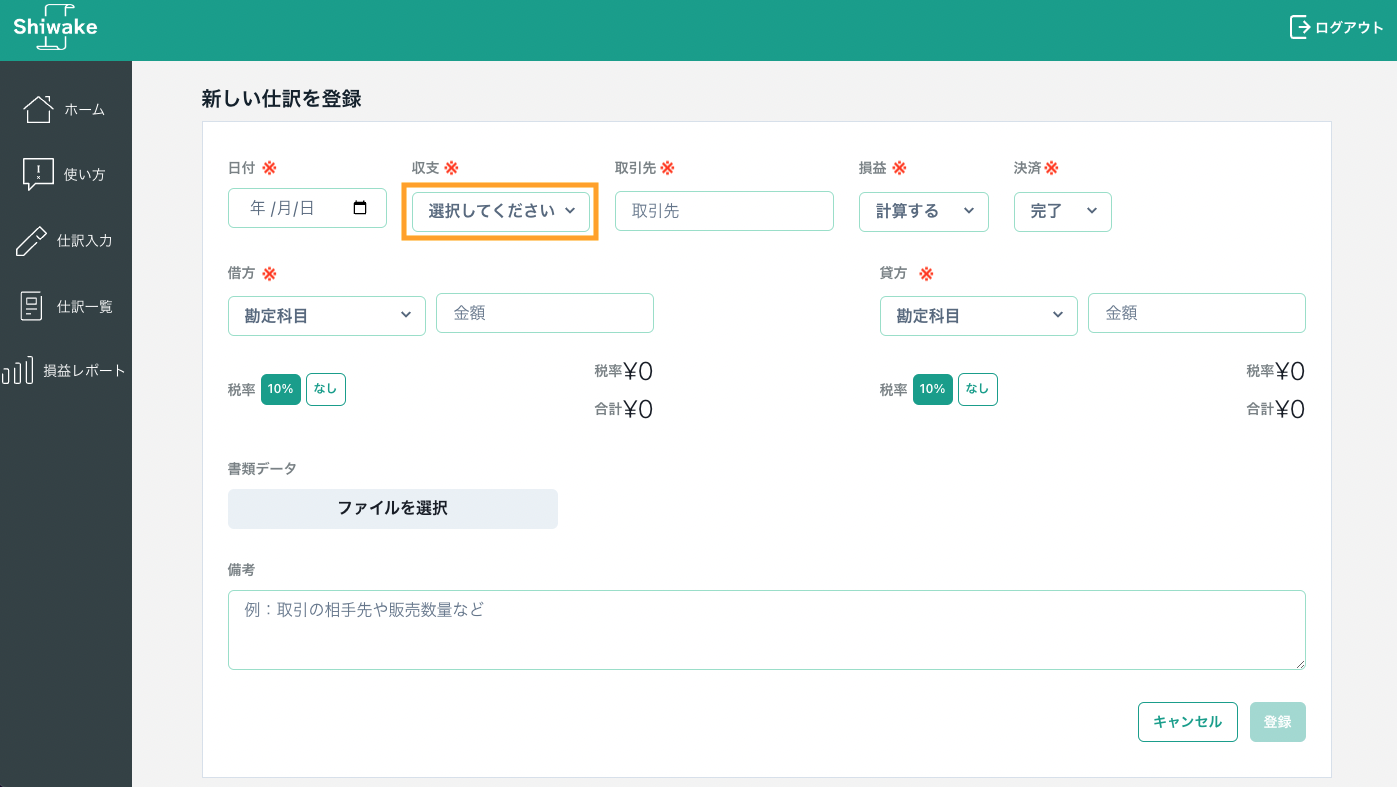 Shiwake
ログアウト
ホーム
使い方
仕訳入力
仕訳一覧
損益レポート
新しい仕訳を登録
日付 ※ 収支 ※ 取引先 ※ 損益 ※ 決済 ※
年 /月/日 選択してください 取引先 計算する 完了
借方 ※ 貸方 ※
勘定科目 金額 勘定科目 金額
税率 10% なし 税率¥0 税率 10% なし 税率¥0
合計¥0 合計¥0
書類データ
ファイルを選択
備考
例：取引の相手先や販売数量など
キャンセル 登録